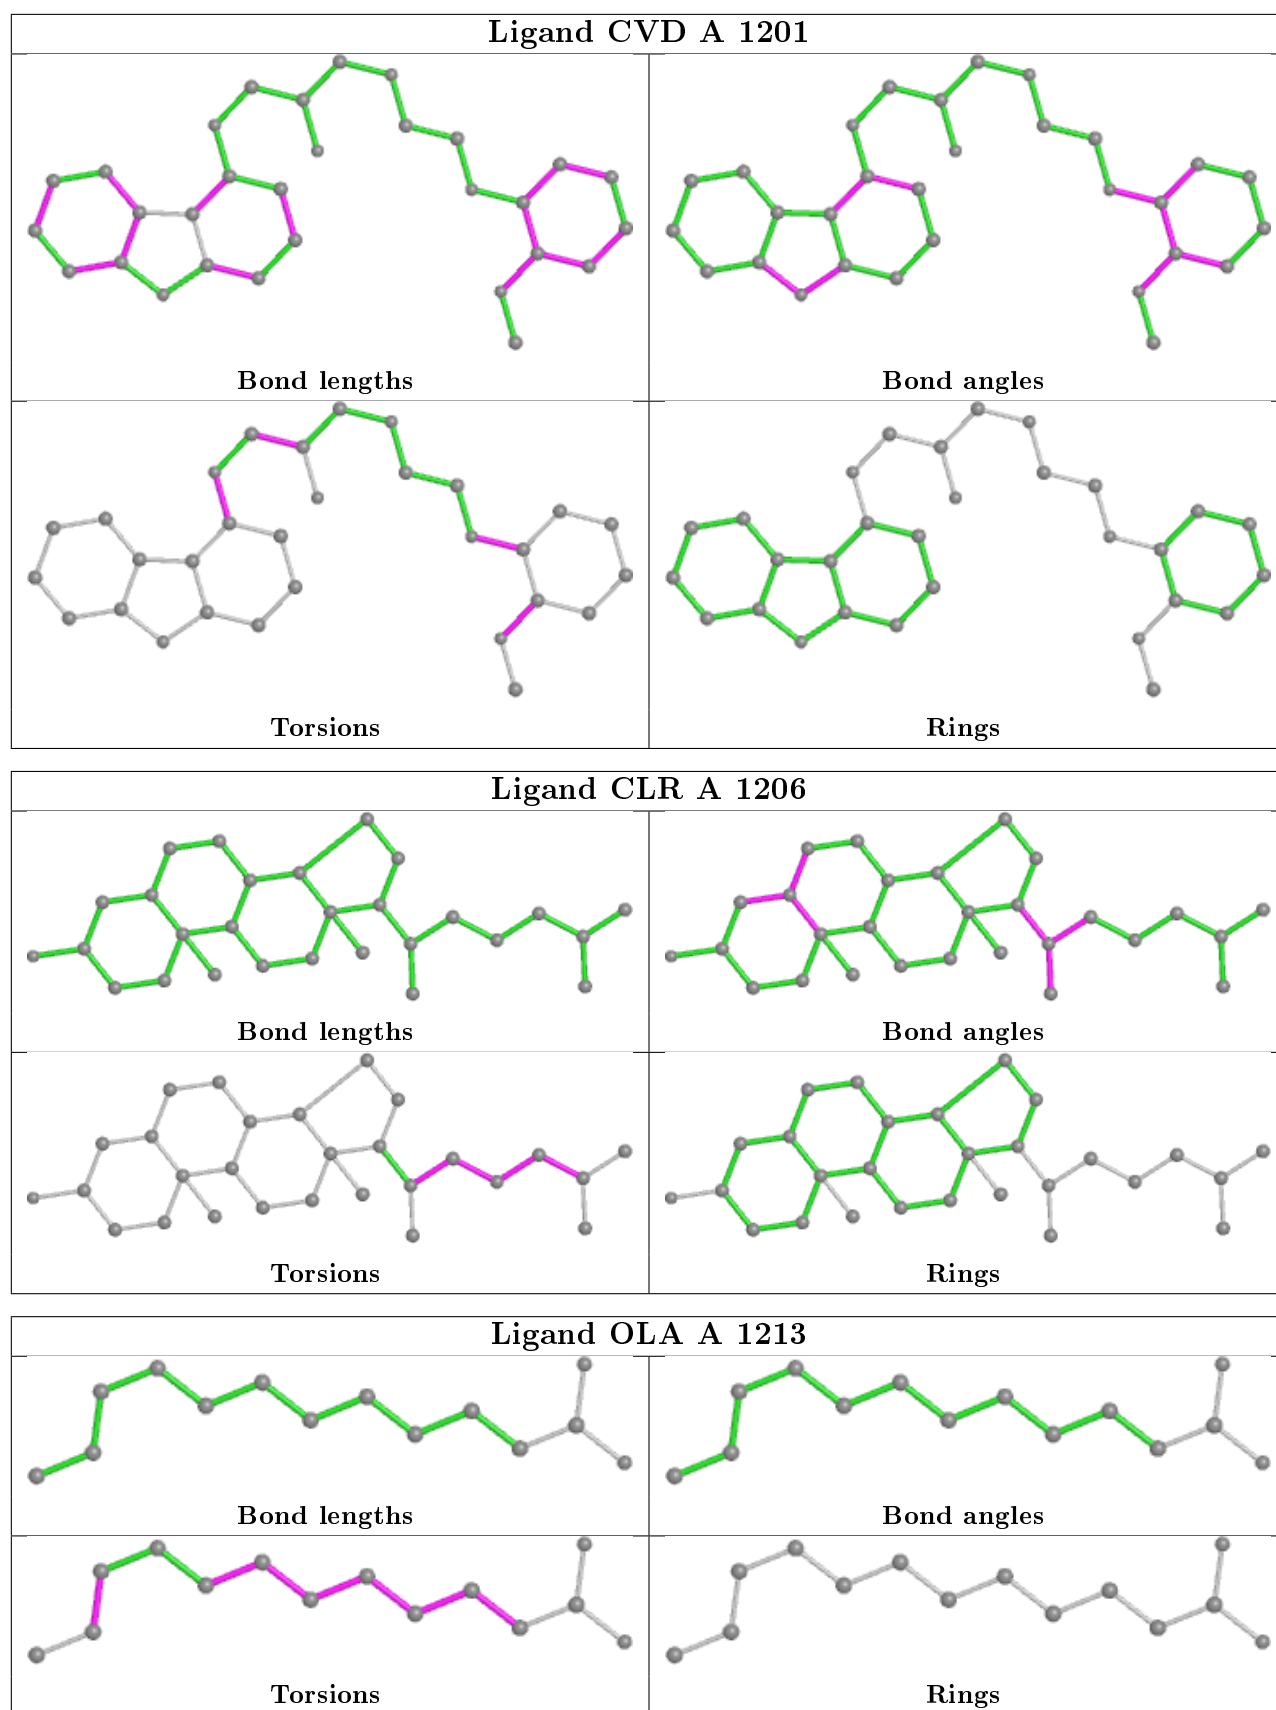 Ligand CVD A 1201
Bond lengths
Bond angles
Torsions
Rings
Ligand CLR A 1206
Bond lengths
Bond angles
Torsions
Rings
Ligand OLA A 1213
Bond lengths
Bond angles
Torsions
Rings